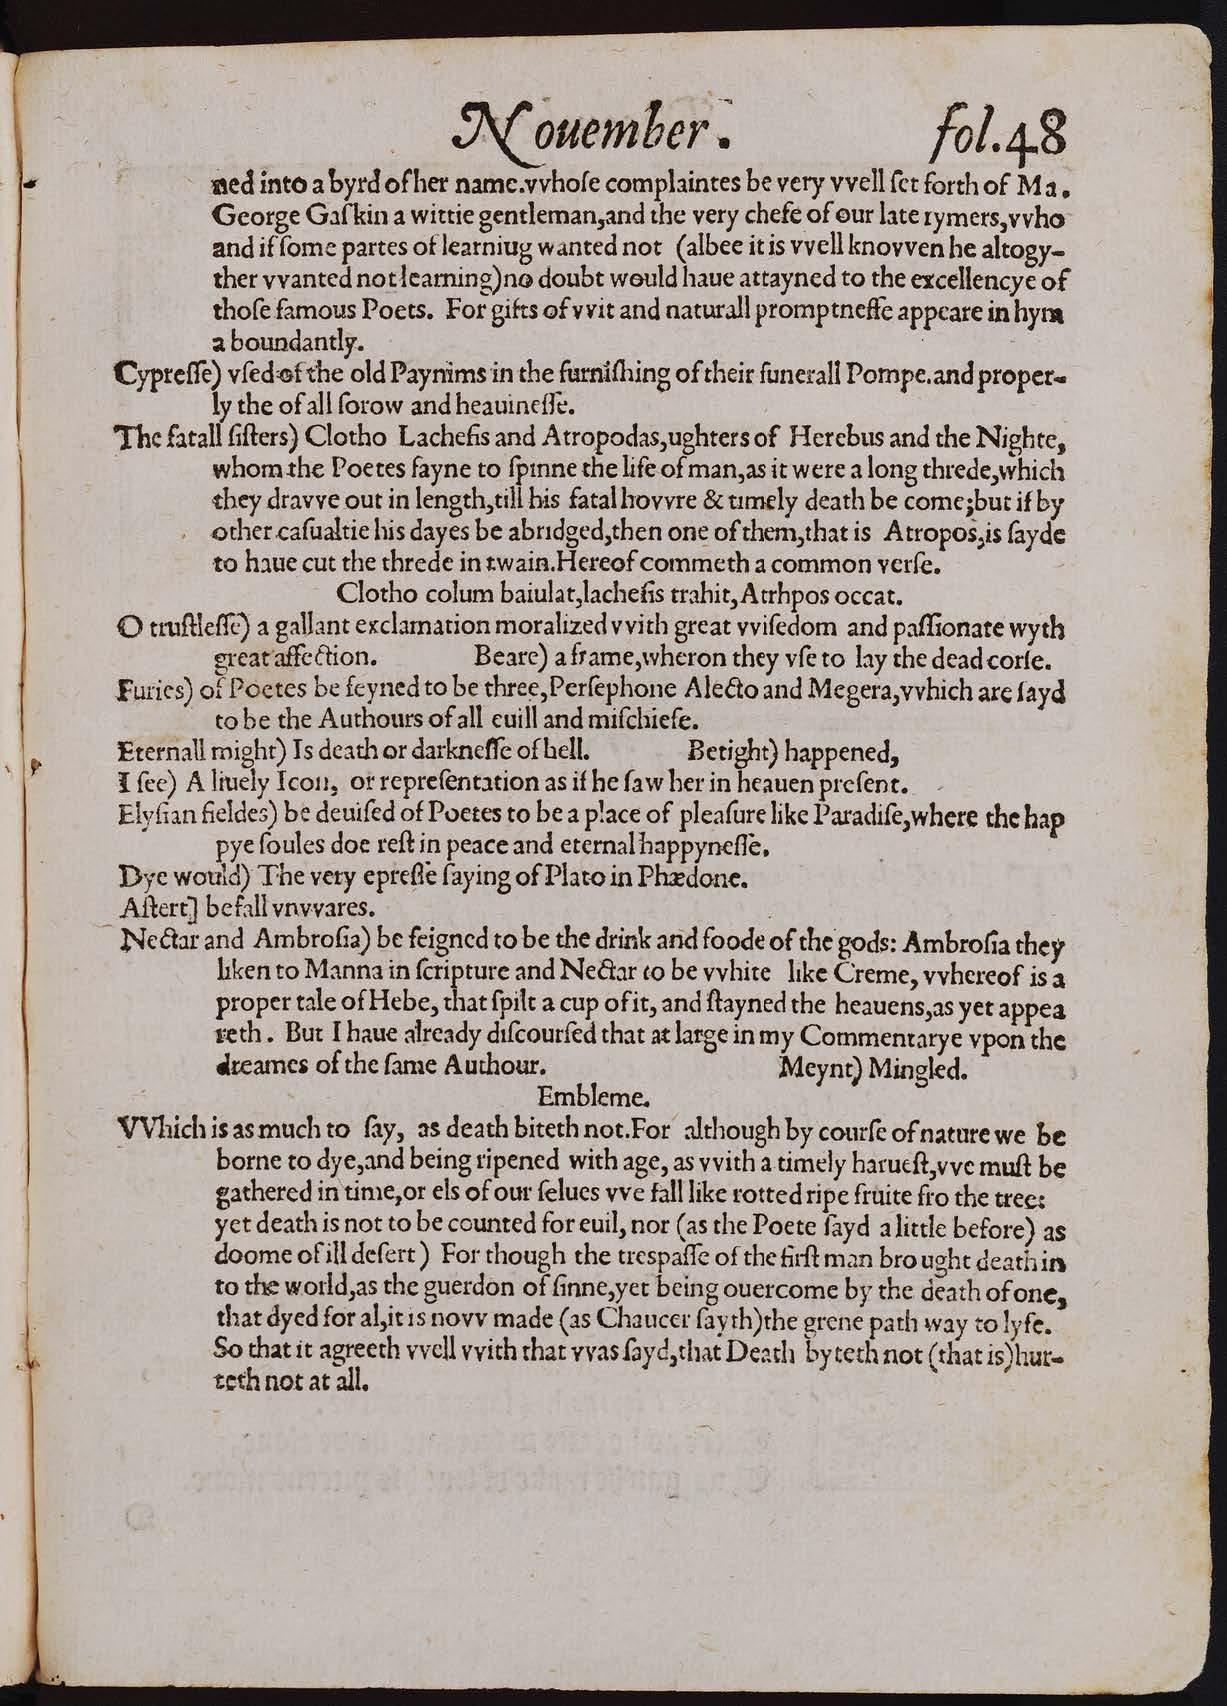 Nouember. fol.48
ned into a byrd of her name. vvhoſe complaintes be very vvell ſet forth of Ma.
George Gaſkin a wittie gentleman, and the very chefe of our late rymers, vvho
and if ſome partes of learniug wanted not (albee it is vvell knovven he altogy-
ther vvanted not learning) no doubt would haue attayned to the excellencye of
thoſe famous Poets. For gifts of vvit and naturall promptneſſe appeare in hym
a boundantly.
Cypreſſe) vſed of the old Paynims in the furniſhing of their funerall Pompe. and proper-
ly the of all ſorow and heauineſſe.
The fatall ſiſters) Clotho Lacheſis and Atropodas, ughters of Herebus and the Nighte,
whom the Poetes fayne to ſpinne the life of man, as it were a long threde, which
they dravve out in length, till his fatal hovvre & timely death be come; but if by
other caſualtie his dayes be abridged, then one of them, that is Atropos, is ſayde
to haue cut the threde in twain. Hereof commeth a common verſe.
Clotho colum baiulat, lacheſis trahit, Atrhpos occat.
O truſtleſſe) a gallant exclamation moralized vvith great vviſedom and paſſionate wyth
great affection. Beare) a frame, wheron they vſe to lay the dead corſe.
Furies) of Poetes be feyned to be three, Perſephone Alecto and Megera, vvhich are ſayd
to be the Authours of all euill and miſchiefe.
Eternall might) Is death or darkneſſe of hell. Betight) happened,
I ſee) A liuely Icon, or repreſentation as if he ſaw her in heauen preſent.
Elyſian fieldes) be deuiſed of Poetes to be a place of pleaſure like Paradiſe, where the hap
pye ſoules doe reſt in peace and eternal happyneſſe.
Dye would) The very epreſſe ſaying of Plato in Phædone.
Aſtert] befall vnvvares.
Nectar and Ambroſia) be feigned to be the drink and foode of the gods: Ambroſia they
liken to Manna in ſcripture and Nectar to be vvhite like Creme, vvhereof is a
proper tale of Hebe, that ſpilt a cup of it, and ſtayned the heauens, as yet appea
reth. But I haue already diſcourſed that at large in my Commentarye vpon the
dreames of the ſame Authour. Meynt) Mingled.
Embleme.
VVhich is as much to ſay, as death biteth not. For although by courſe of nature we be
borne to dye, and being ripened with age, as vvith a timely harueſt, vve muſt be
gathered in time, or els of our ſelues vve fall like rotted ripe fruite fro the tree:
yet death is not to be counted for euil, nor (as the Poete ſayd a little before) as
doome of ill deſert) For though the treſpaſſe of the firſt man brought death in
to the world, as the guerdon of ſinne, yet being ouercome by the death of one,
that dyed for al, it is novv made (as Chaucer ſayth) the grene path way to lyfe.
So that it agreeth vvell vvith that vvas ſayd, that Death byteth not (that is) hur-
teth not at all.